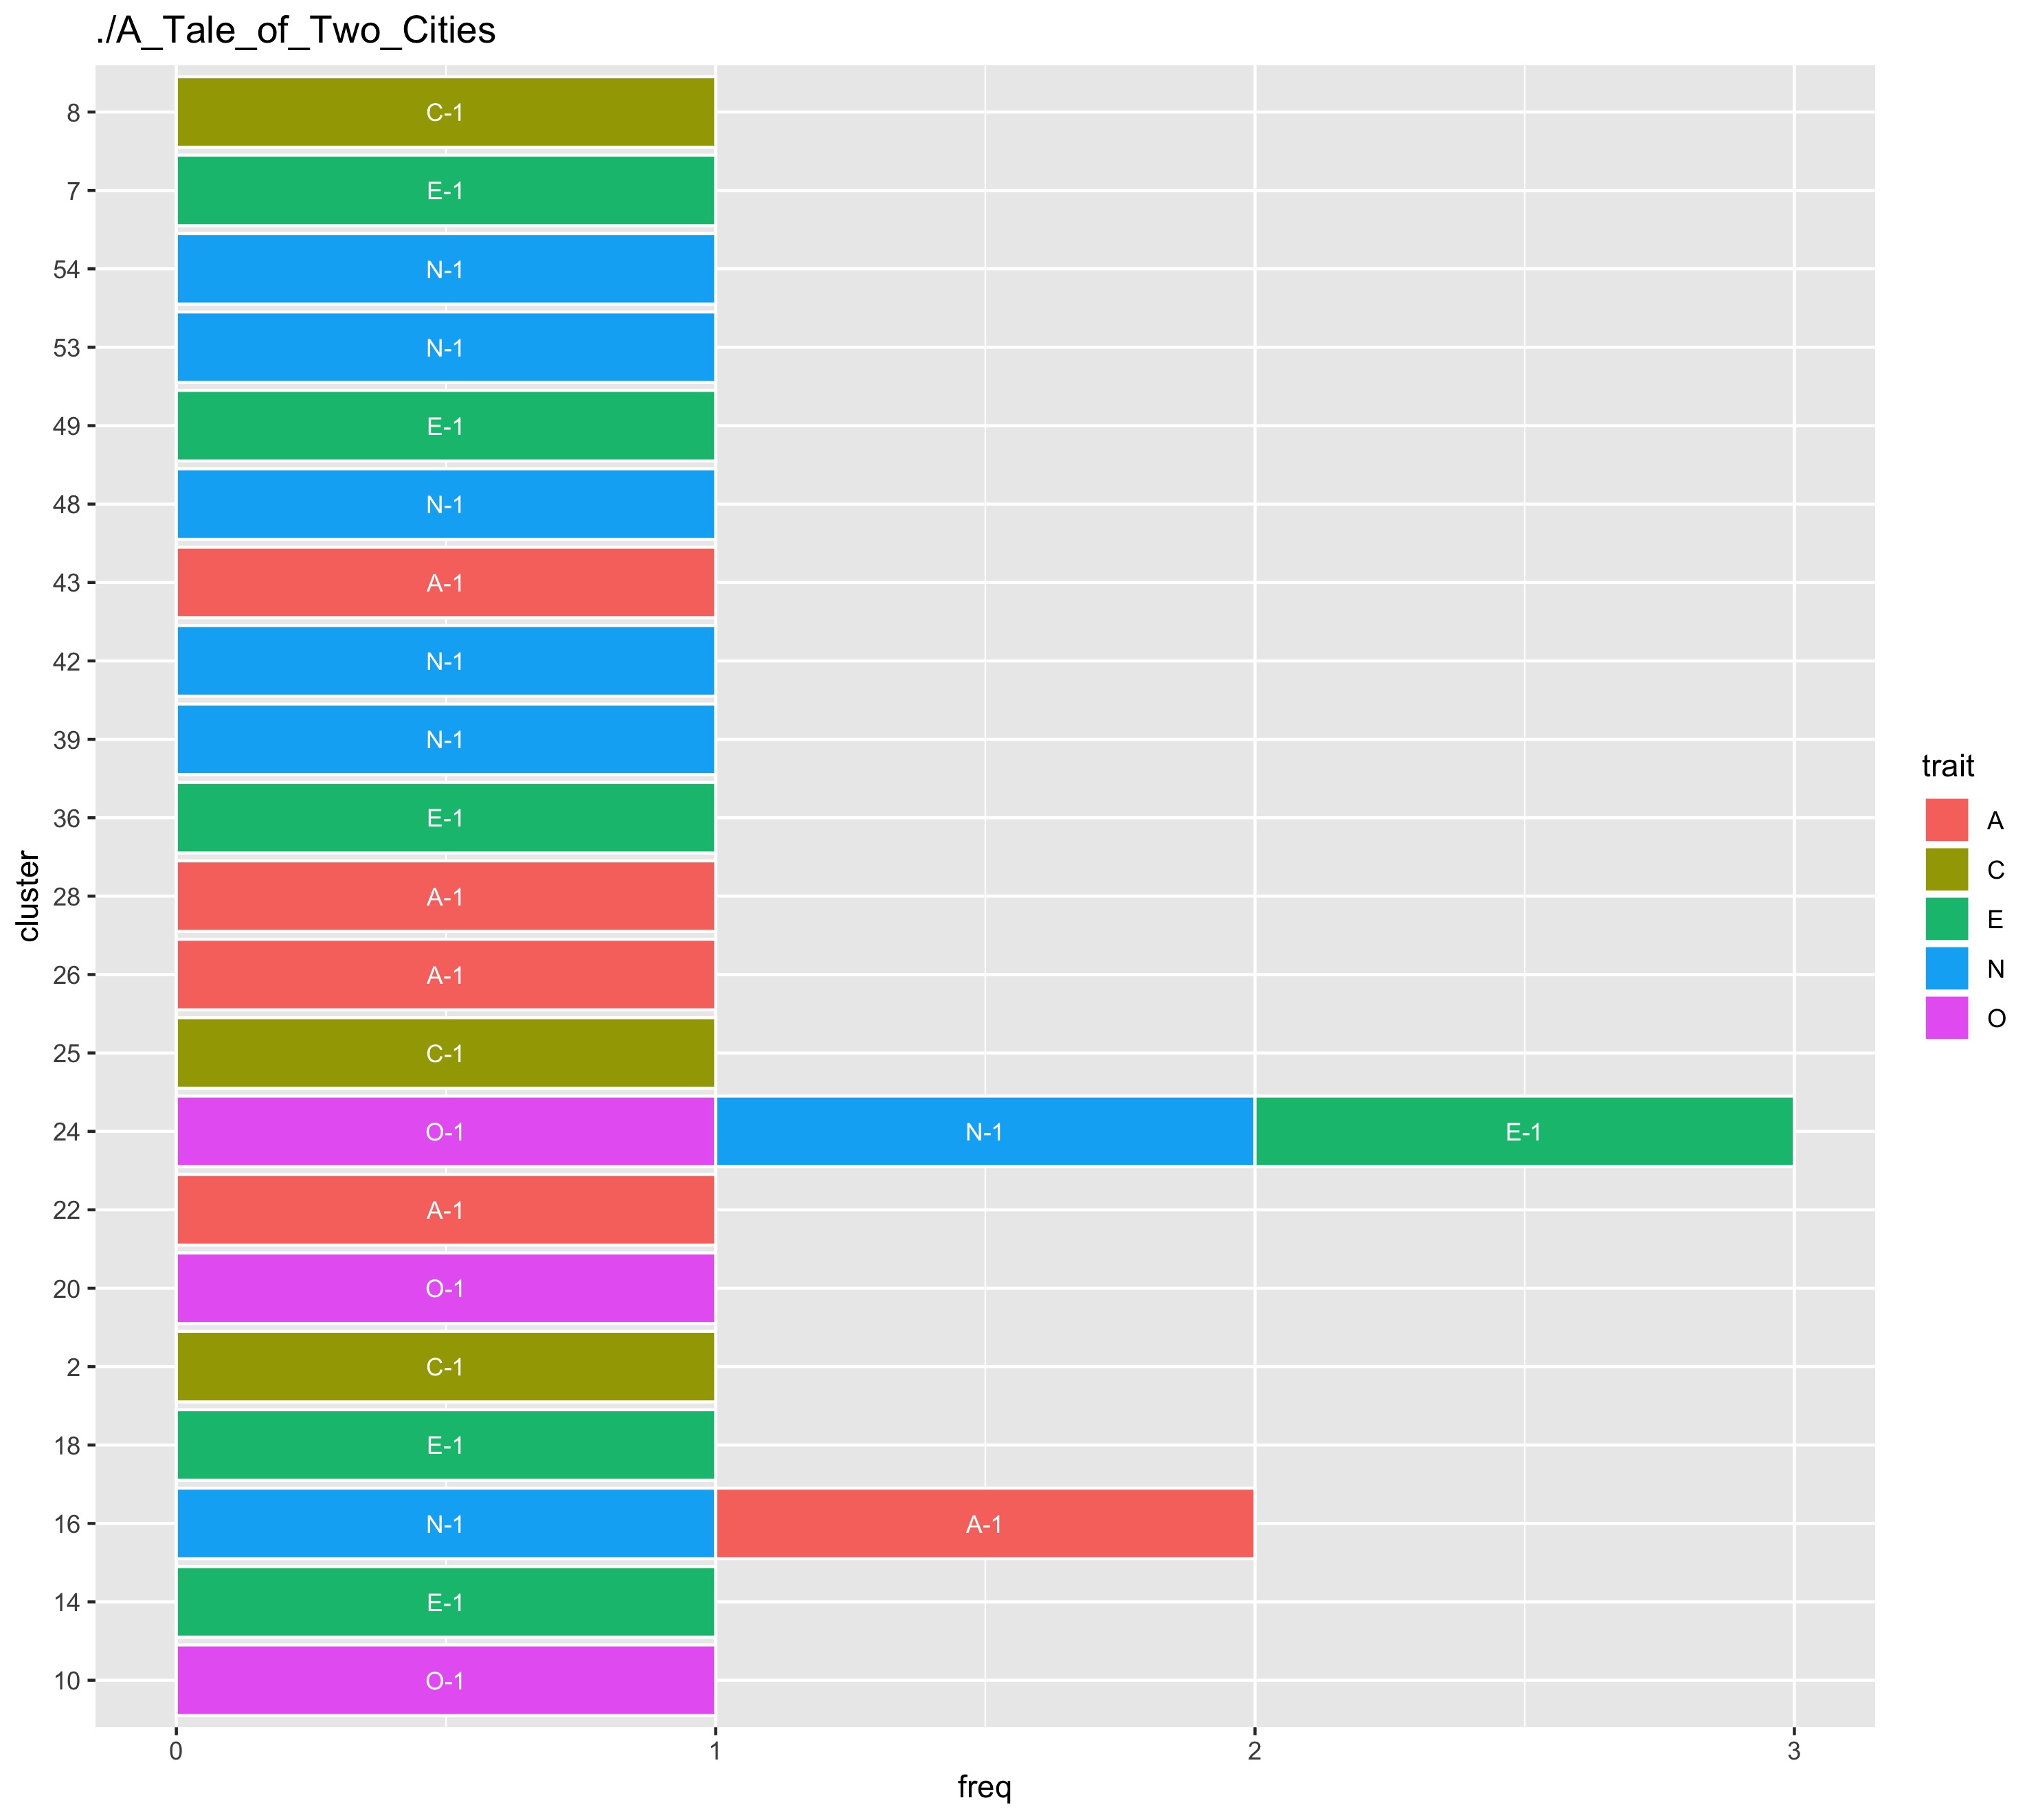 ./A_Tale_of_Two_Cities
8 C-1
7 E-1
54 N-1
53 N-1
49 E-1
48 N-1
43 A-1
42 N-1
39 N-1
36 E-1
28 A-1
26 A-1
25 C-1
24 O-1 N-1 E-1
22 A-1
20 O-1
2 C-1
18 E-1
16 N-1 A-1
14 E-1
10 O-1
0 1 2 3
freq
cluster
trait
A
C
E
N
O